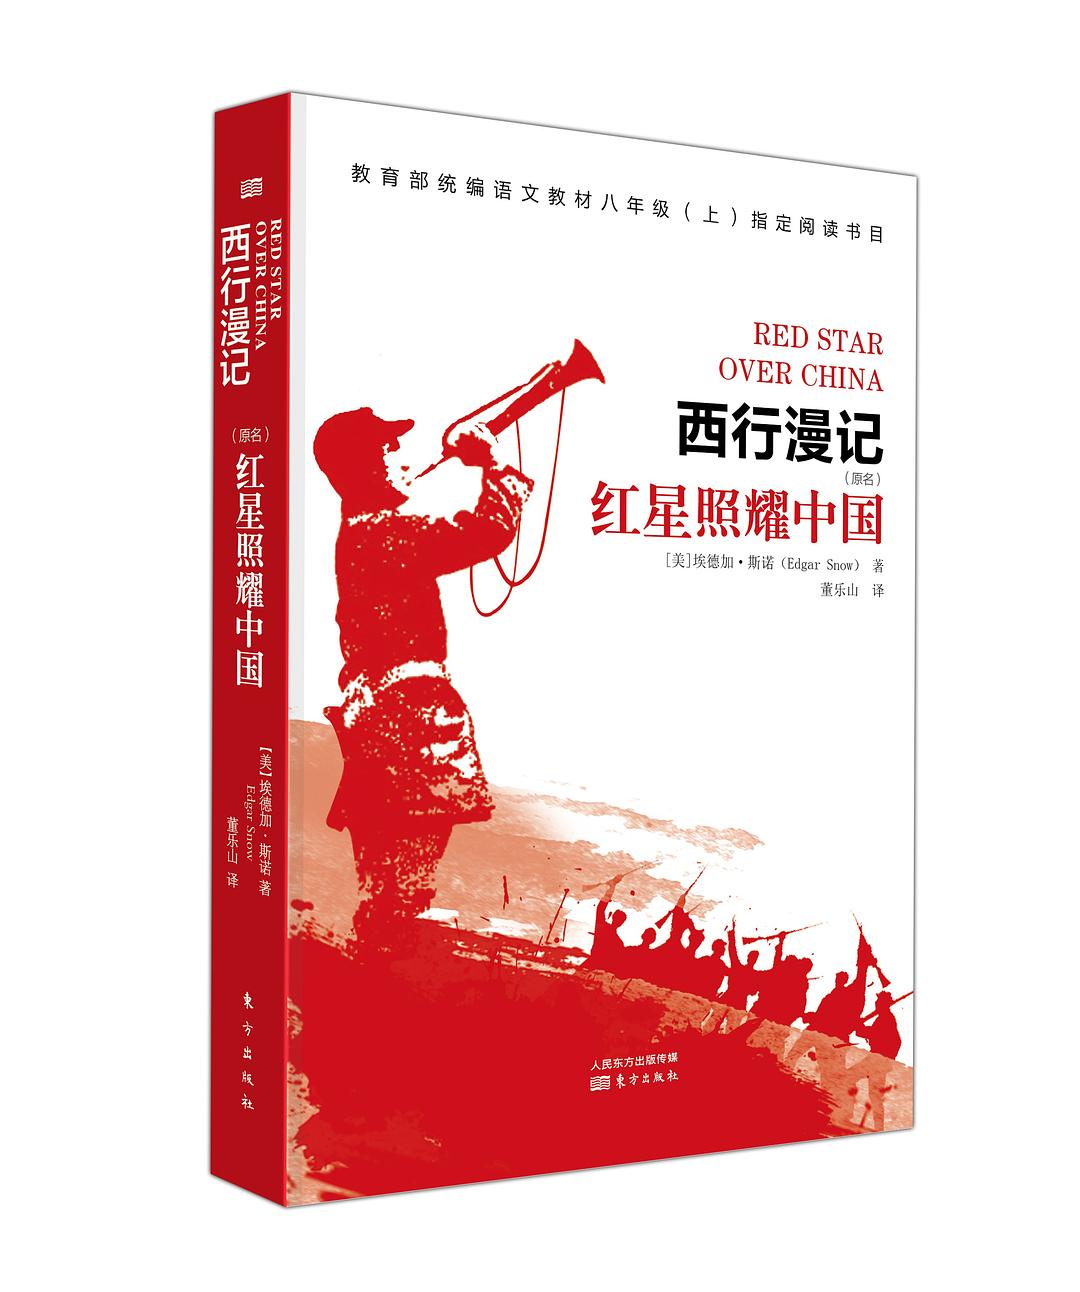 教育部统编语文教材八年级（上）指定阅读书目
RED STAR
OVER CHINA
西行漫记
（原名）
红星照耀中国
[美]埃德加·斯诺（Edgar Snow） 著
董乐山 译
人民东方出版传媒
東方出版社
RED STAR
OVER CHINA
西行漫记
（原名）
红星照耀中国
【美】埃德加·斯诺 著
Edgar Snow
董乐山 译
東方出版社